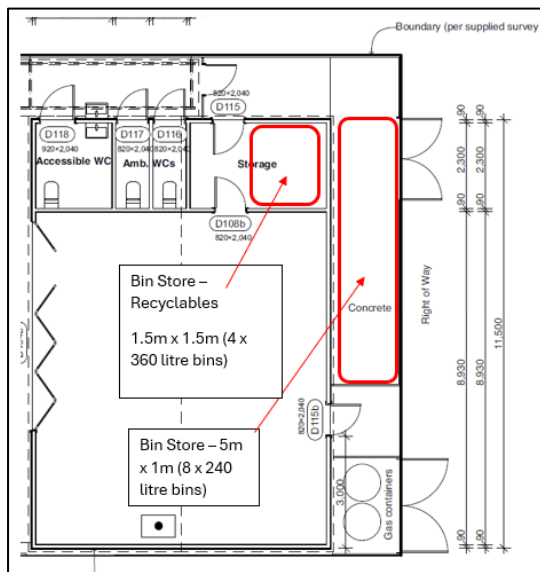 Boundary (per supplied survey
820×2,040
D115
D118
D117
D116
920×2,040
820×2,040
820×2,040
Accessible WC
Amb. WCs
Storage
D108b
820×2,040
90
90
2,300
2,300
90
90
Bin Store –
Recyclables
1.5m x 1.5m (4 x
360 litre bins)
Concrete
Right of Way
8,930
8,930
11,500
820×2,040
D115b
Bin Store – 5m
x 1m (8 x 240
litre bins)
3,000
Gas containers
90
90